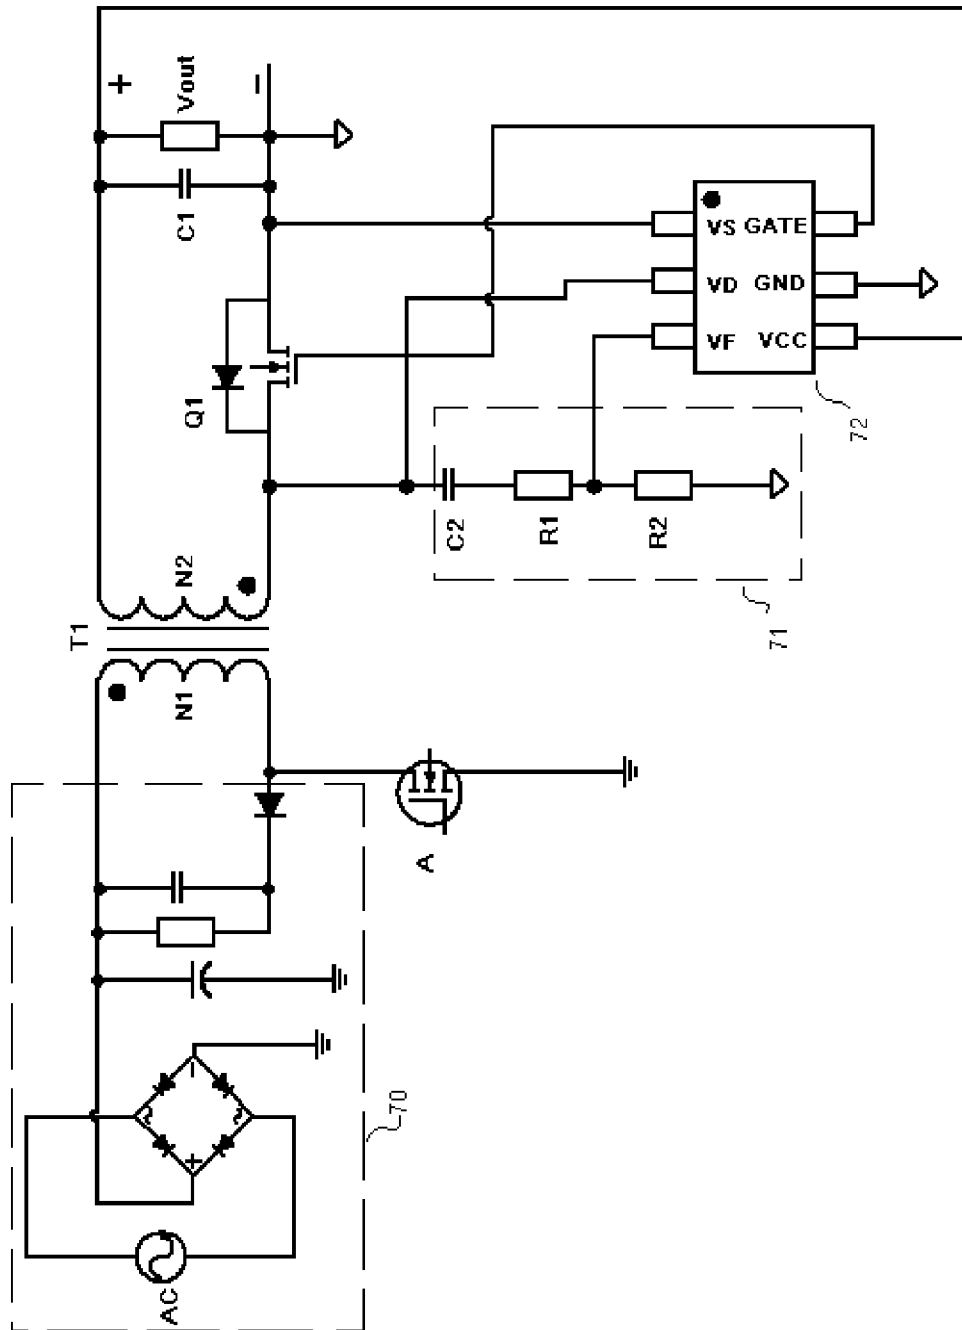 AC
70
A
T1
N1
N2
Q1
C1
Vout
+
−
C2
R1
R2
71
VS GATE
VD GND
VF VCC
72
+
−
~
~